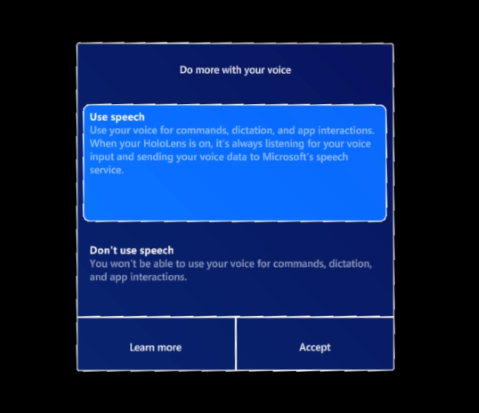 Do more with your voice
Use speech
Use your voice for commands, dictation, and app interactions.
When your HoloLens is on, it's always listening for your voice
input and sending your voice data to Microsoft's speech
service.
Don't use speech
You won't be able to use your voice for commands, dictation,
and app interactions.
Learn more
Accept